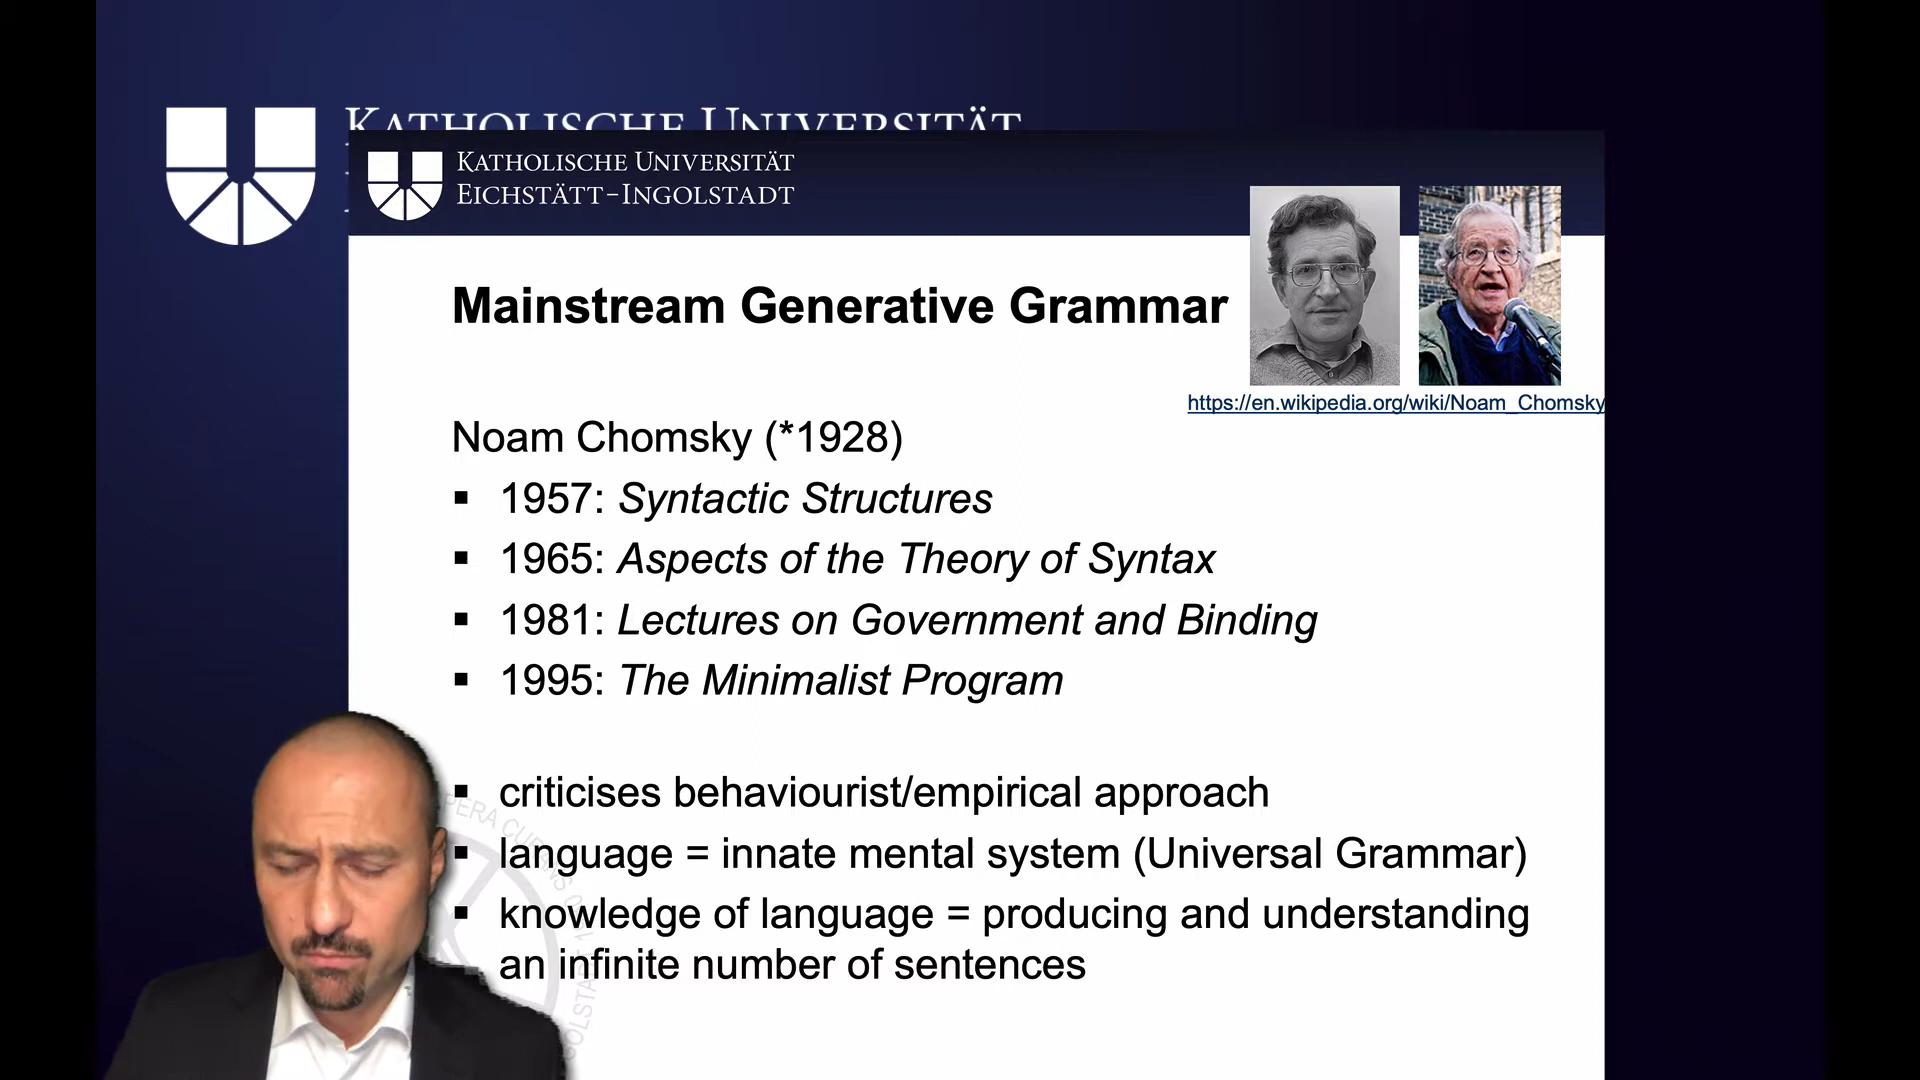 KATHOLISCHE UNIVERSITÄT
KATHOLISCHE UNIVERSITÄT
EICHSTÄTT-INGOLSTADT
Mainstream Generative Grammar
https://en.wikipedia.org/wiki/Noam_Chomsky
Noam Chomsky (*1928)
▪ 1957: Syntactic Structures
▪ 1965: Aspects of the Theory of Syntax
▪ 1981: Lectures on Government and Binding
▪ 1995: The Minimalist Program
▪ criticises behaviourist/empirical approach
▪ language = innate mental system (Universal Grammar)
▪ knowledge of language = producing and understanding
an infinite number of sentences